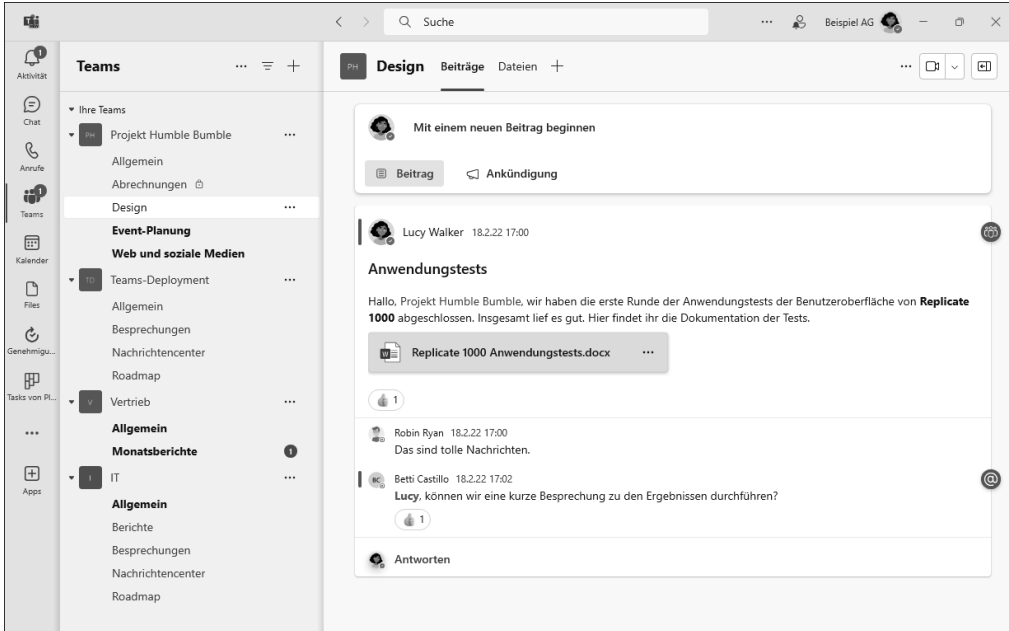 Suche
Beispiel AG
1
Aktivität
Chat
Anrufe
1
Teams
Kalender
Files
Genehmigu...
Tasks von Pl...
Apps
Teams
Ihre Teams
PH Projekt Humble Bumble
Allgemein
Abrechnungen
Design
Event-Planung
Web und soziale Medien
TD Teams-Deployment
Allgemein
Besprechungen
Nachrichtencenter
Roadmap
V Vertrieb
Allgemein
Monatsberichte 1
I IT
Allgemein
Berichte
Besprechungen
Nachrichtencenter
Roadmap
PH Design Beiträge Dateien
Mit einem neuen Beitrag beginnen
Beitrag Ankündigung
Lucy Walker 18.2.22 17:00
Anwendungstests
Hallo, Projekt Humble Bumble, wir haben die erste Runde der Anwendungstests der Benutzeroberfläche von Replicate
1000 abgeschlossen. Insgesamt lief es gut. Hier findet ihr die Dokumentation der Tests.
Replicate 1000 Anwendungstests.docx
1
Robin Ryan 18.2.22 17:00
Das sind tolle Nachrichten.
BC Betti Castillo 18.2.22 17:02
Lucy, können wir eine kurze Besprechung zu den Ergebnissen durchführen?
1
Antworten